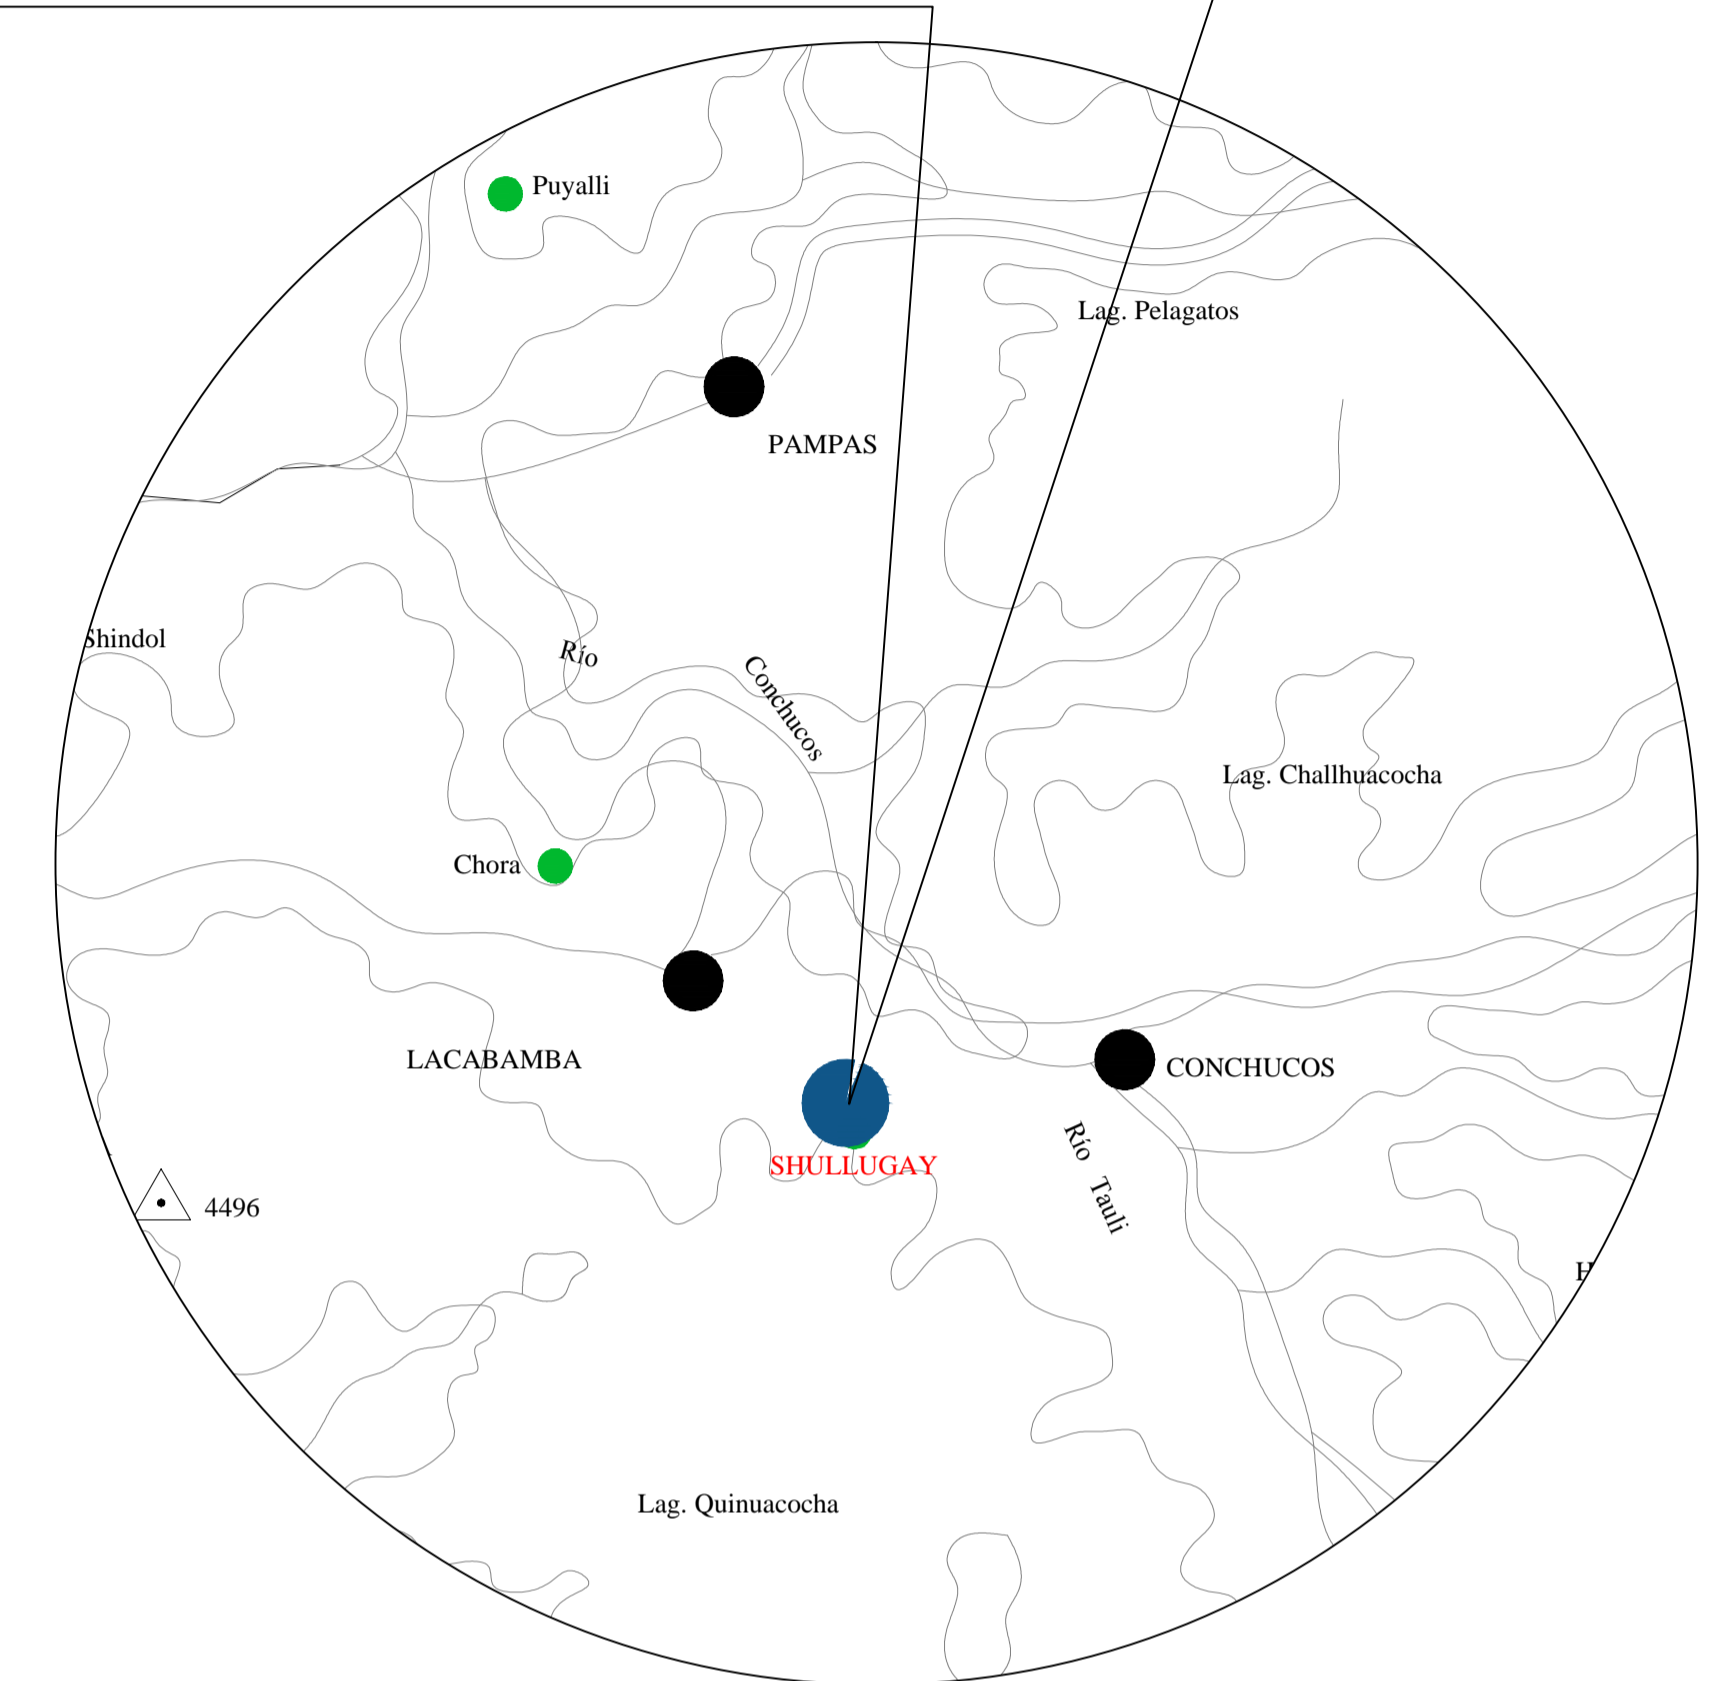 Puyalli
Lag. Pelagatos
PAMPAS
Shindol
Río
Conchucos
Lag. Challhuacocha
Chora
LACABAMBA
CONCHUCOS
Río Tauli
SHULLUGAY
4496
H
Lag. Quinuacocha